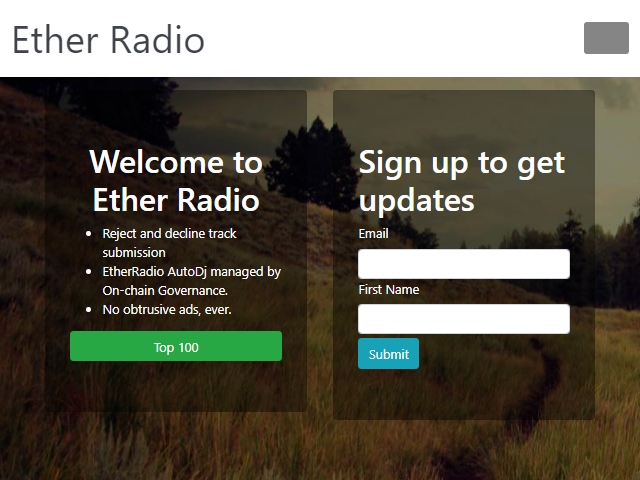 Ether Radio
Welcome to
Ether Radio
Reject and decline track
submission
EtherRadio AutoDj managed by
On-chain Governance.
No obtrusive ads, ever.
Top 100
Sign up to get
updates
Email
First Name
Submit